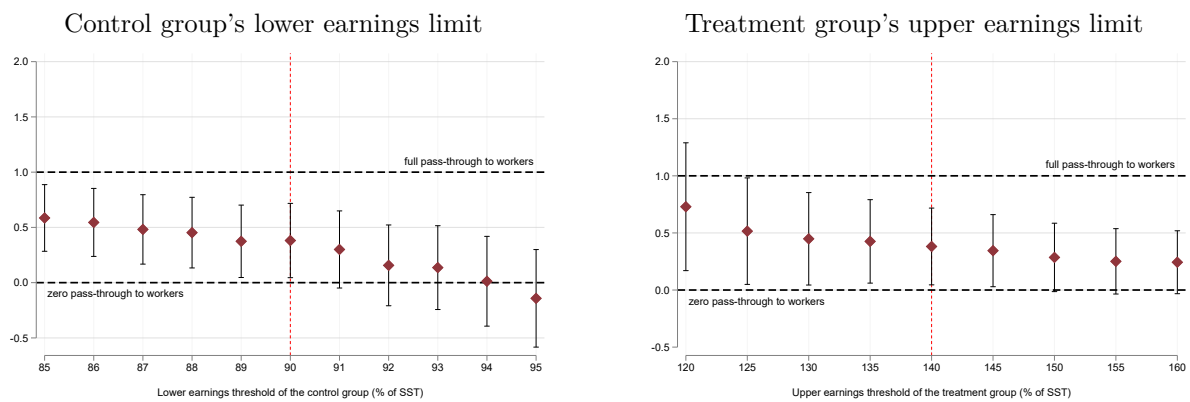 Control group's lower earnings limit
2.0
1.5
1.0
0.5
0.0
-0.5
full pass-through to workers
zero pass-through to workers
85 86 87 88 89 90 91 92 93 94 95
Lower earnings threshold of the control group (% of SST)
Treatment group's upper earnings limit
2.0
1.5
1.0
0.5
0.0
-0.5
full pass-through to workers
zero pass-through to workers
120 125 130 135 140 145 150 155 160
Upper earnings threshold of the treatment group (% of SST)